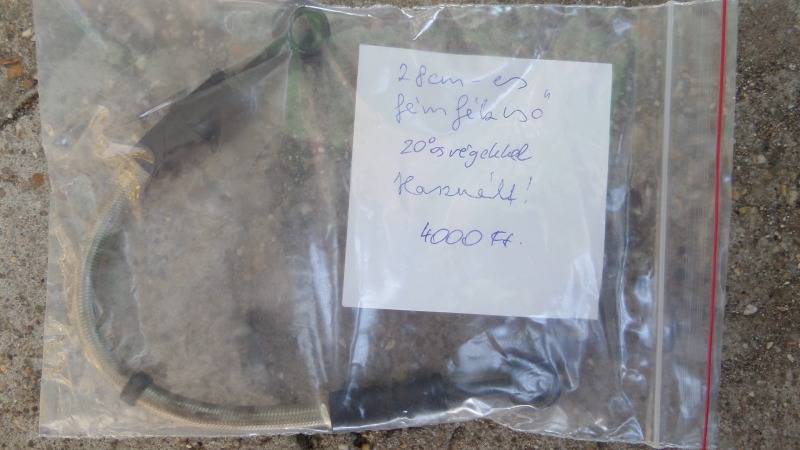 28cm-es
fém fékcső
20°os végekkel
Használt!
4000 Ft.